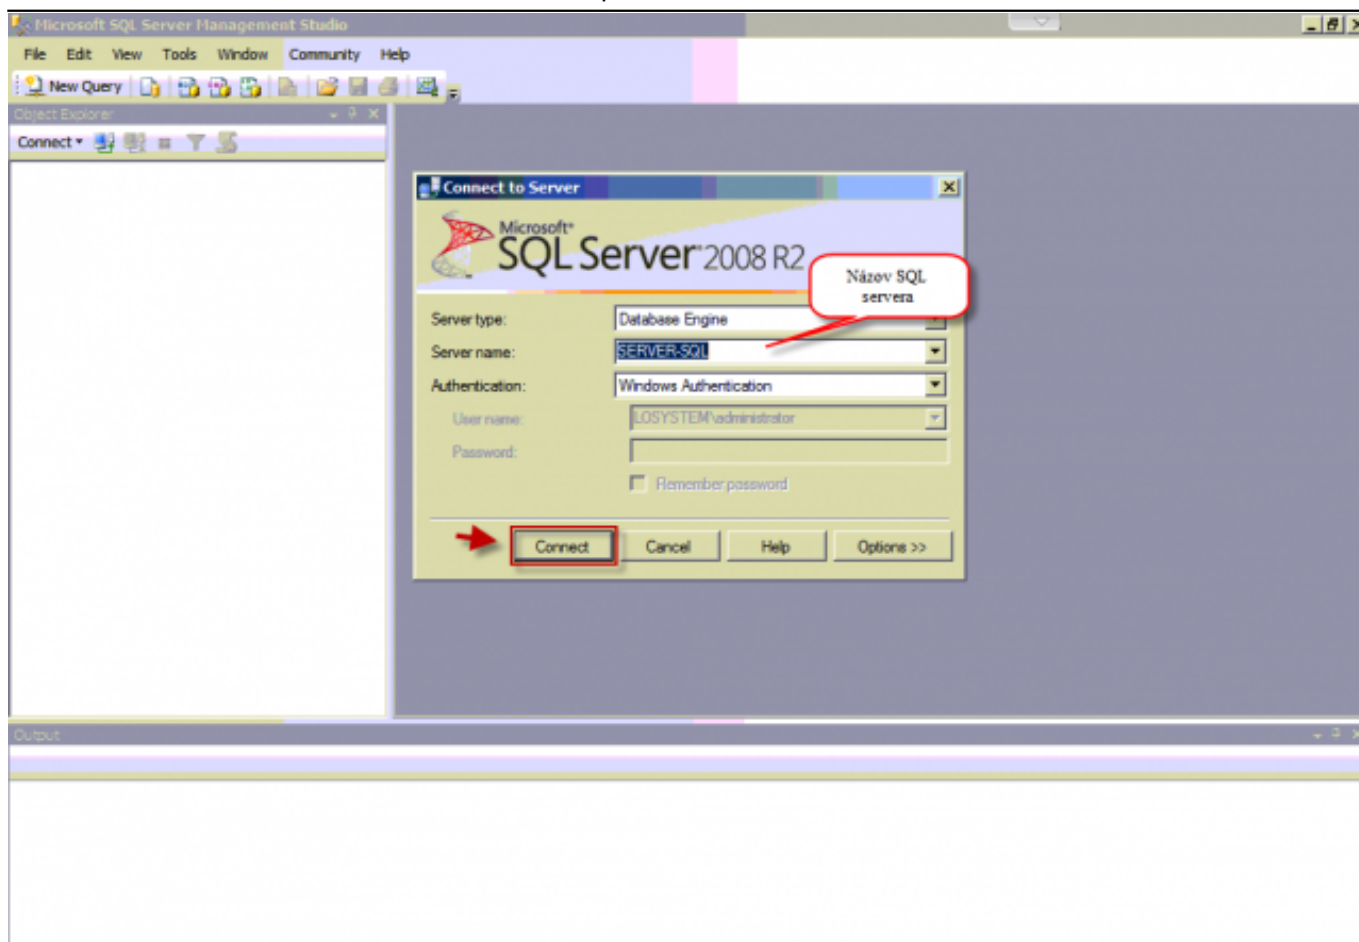 Microsoft SQL Server Management Studio
File Edit View Tools Window Community Help
New Query
Object Explorer
Connect
Connect to Server
Microsoft
SQL Server 2008 R2
Názov SQL
servera
Server type: Database Engine
Server name: SERVER-SQL
Authentication: Windows Authentication
User name: LOSYSTEM\administrator
Password:
Remember password
Connect Cancel Help Options >>
Output